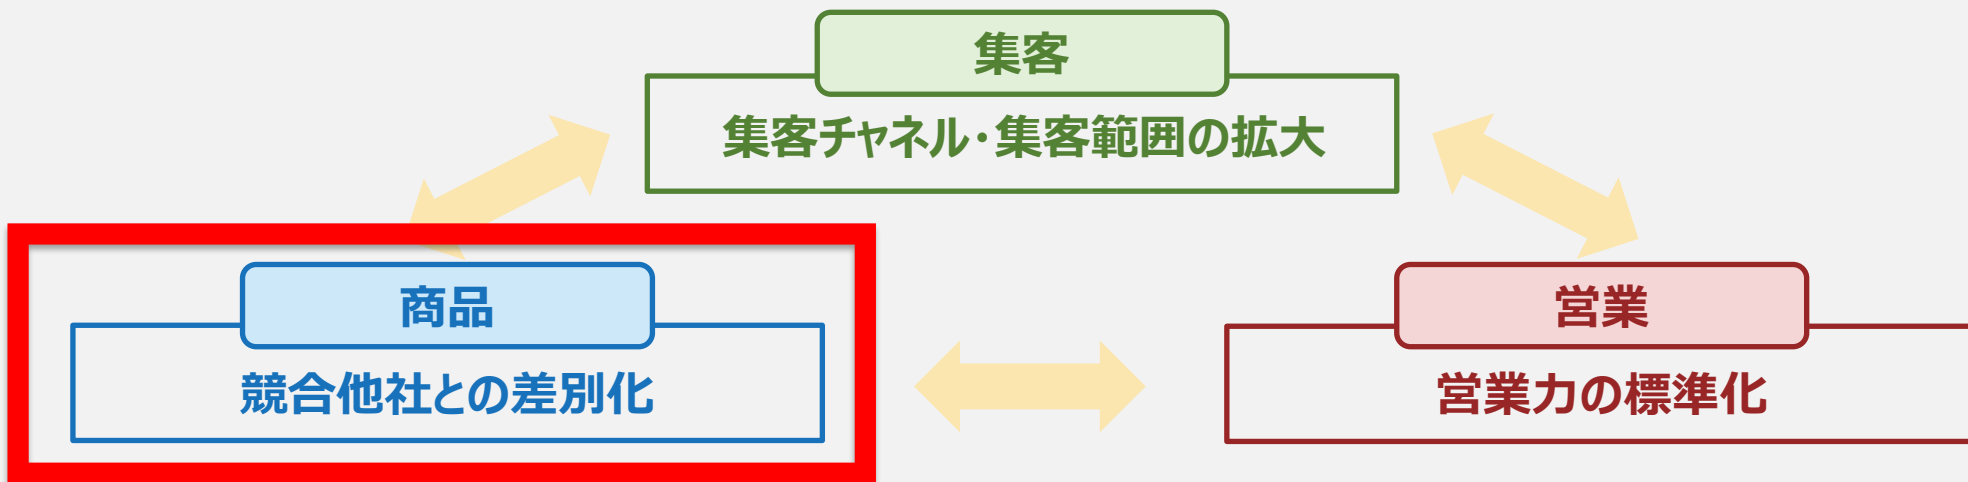 集客
集客チャネル・集客範囲の拡大
商品
競合他社との差別化
営業
営業力の標準化